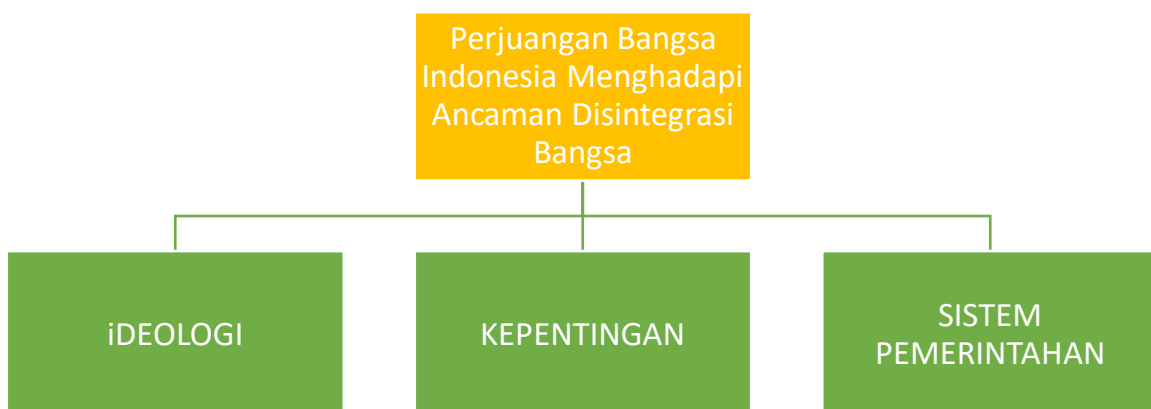 Perjuangan Bangsa
Indonesia Menghadapi
Ancaman Disintegrasi
Bangsa
iDEOLOGI
KEPENTINGAN
SISTEM
PEMERINTAHAN